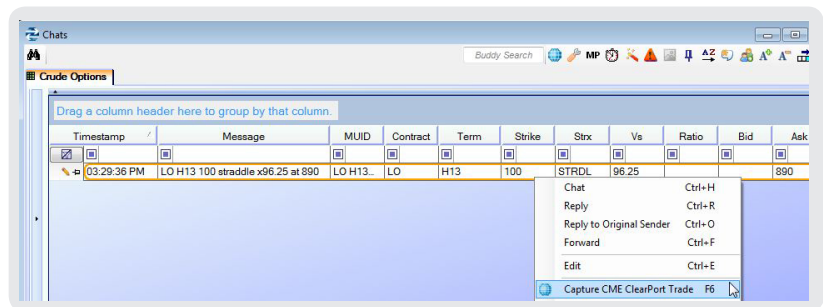 Chats
Buddy Search MP
Crude Options
Drag a column header here to group by that column.
Timestamp Message MUID Contract Term Strike Strx Vs Ratio Bid Ask
03:29:36 PM LO H13 100 straddle x96.25 at 890 LO H13... LO H13 100 STRDL 96.25 890
Chat Ctrl+H
Reply Ctrl+R
Reply to Original Sender Ctrl+O
Forward Ctrl+F
Edit Ctrl+E
Capture CME ClearPort Trade F6